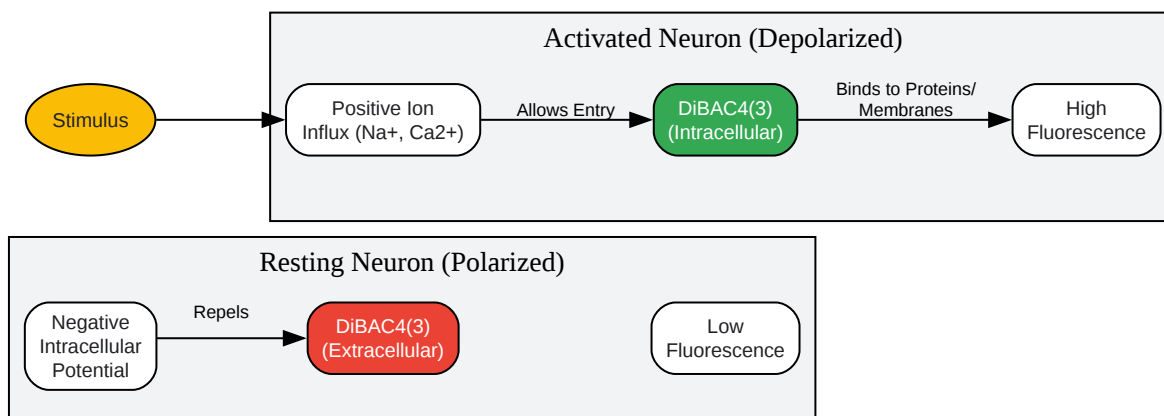 Activated Neuron (Depolarized)
Stimulus
Positive Ion
Influx (Na+, Ca2+)
Allows Entry
DiBAC4(3)
(Intracellular)
Binds to Proteins/
Membranes
High
Fluorescence
Resting Neuron (Polarized)
Negative
Intracellular
Potential
Repels
DiBAC4(3)
(Extracellular)
Low
Fluorescence